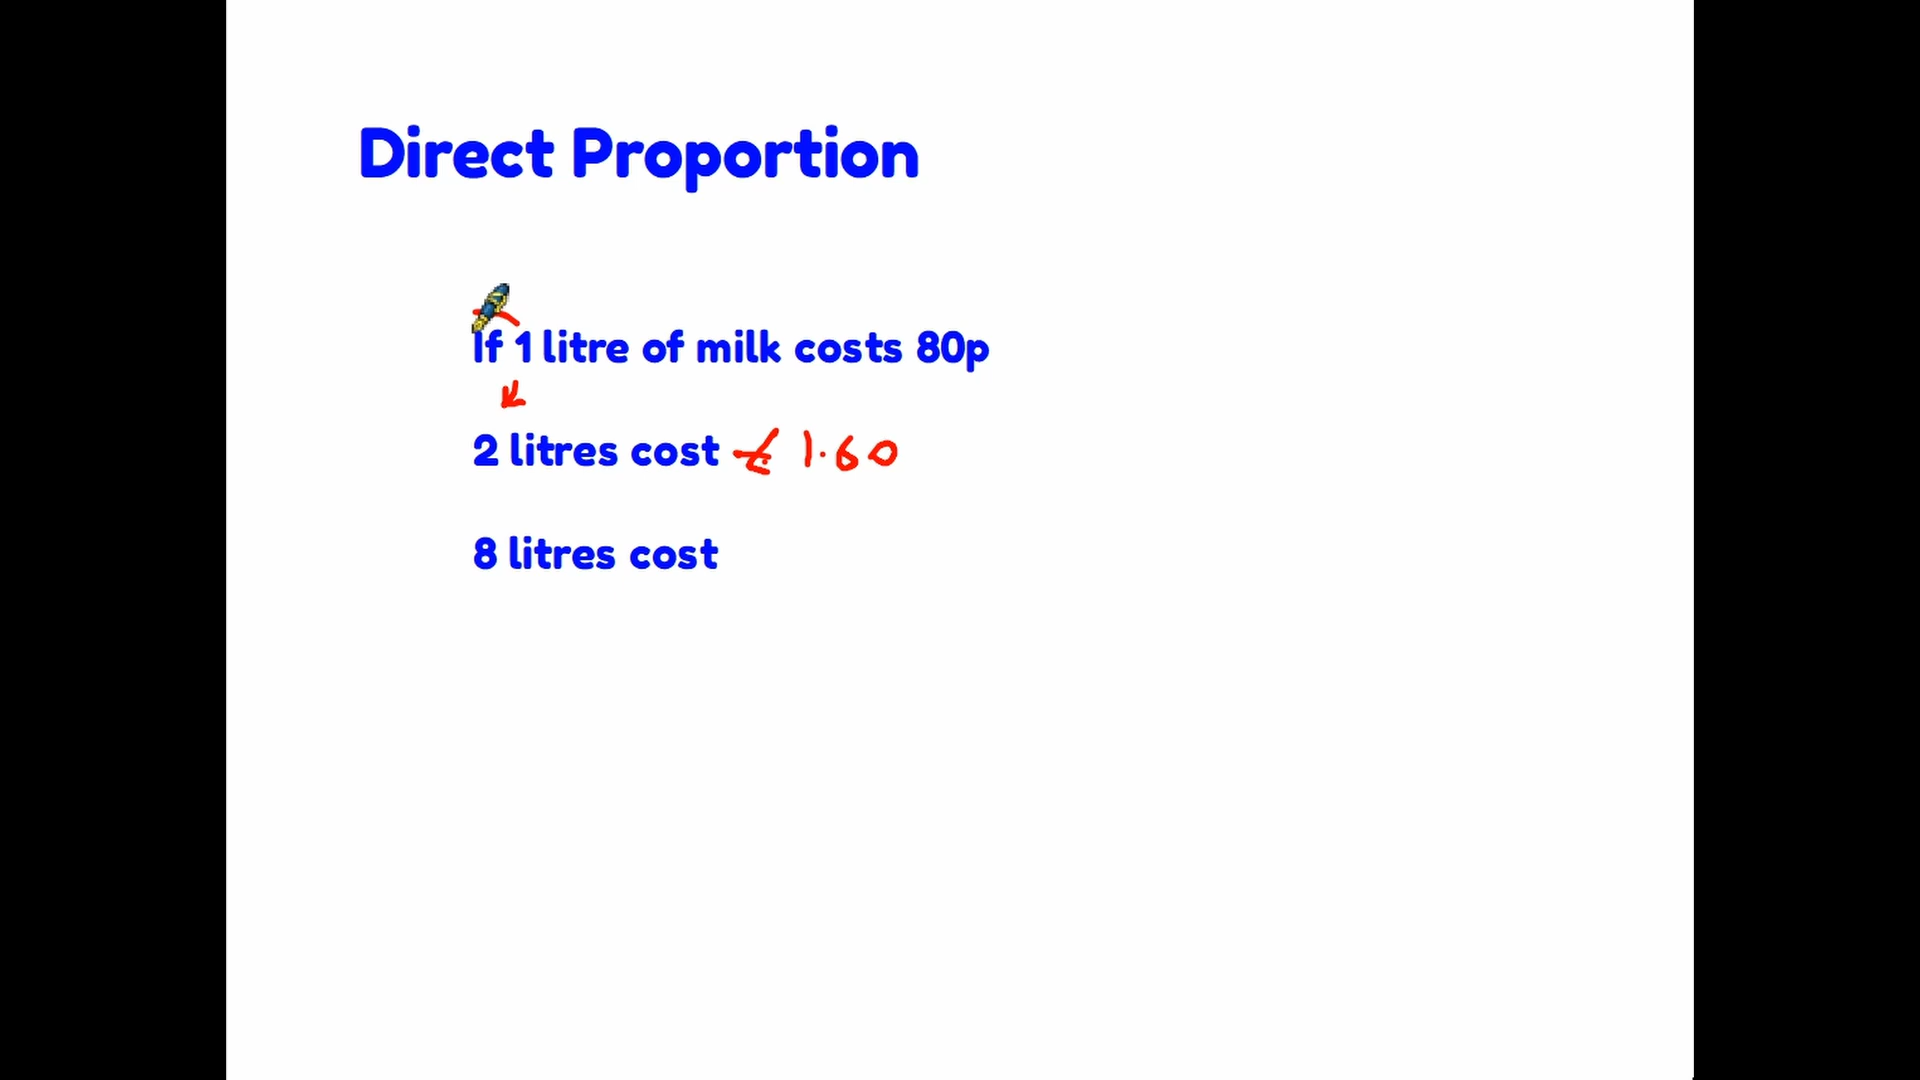 Direct Proportion
If 1 litre of milk costs 80p
2 litres cost £ 1.60
8 litres cost